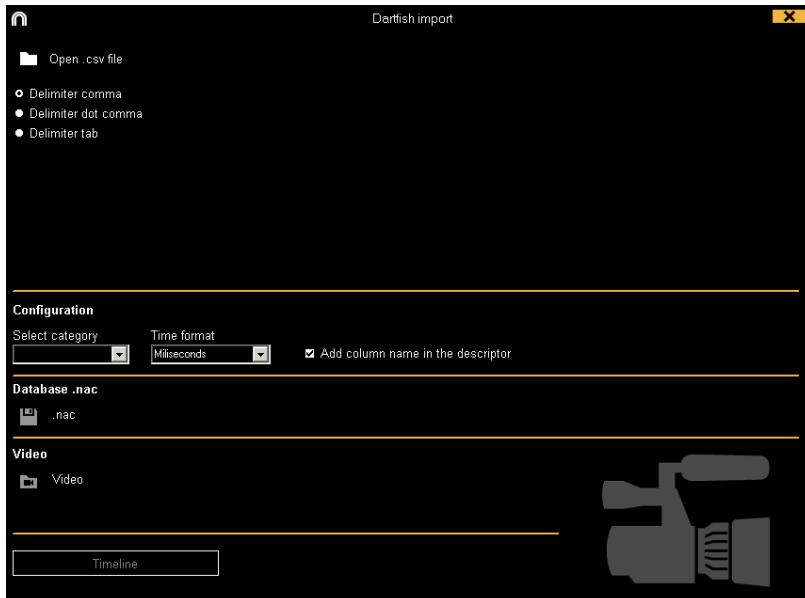 Dartfish import
Open .csv file
Delimiter comma
Delimiter dot comma
Delimiter tab
Configuration
Select category Time format
Miliseconds Add column name in the descriptor
Database .nac
.nac
Video
Video
Timeline